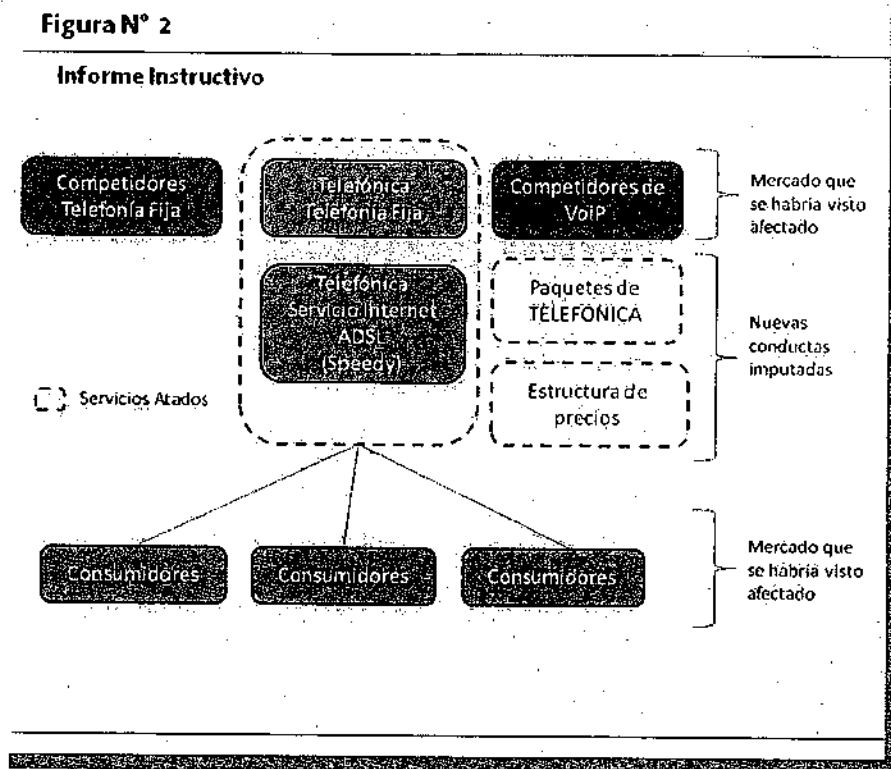 Figura N° 2
Informe Instructivo
Competidores
Telefonía Fija
Telefónica
Telefonía Fija
Competidores de
VoiP
Mercado que
se habría visto
afectado
Telefónica
Servicio Internet
ADSL
(Speedy)
Paquetes de
TELEFONICA
Estructura de
precios
Nuevas
conductas
imputadas
Servicios Atados
Consumidores
Consumidores
Consumidores
Mercado que
se habría visto
afectado